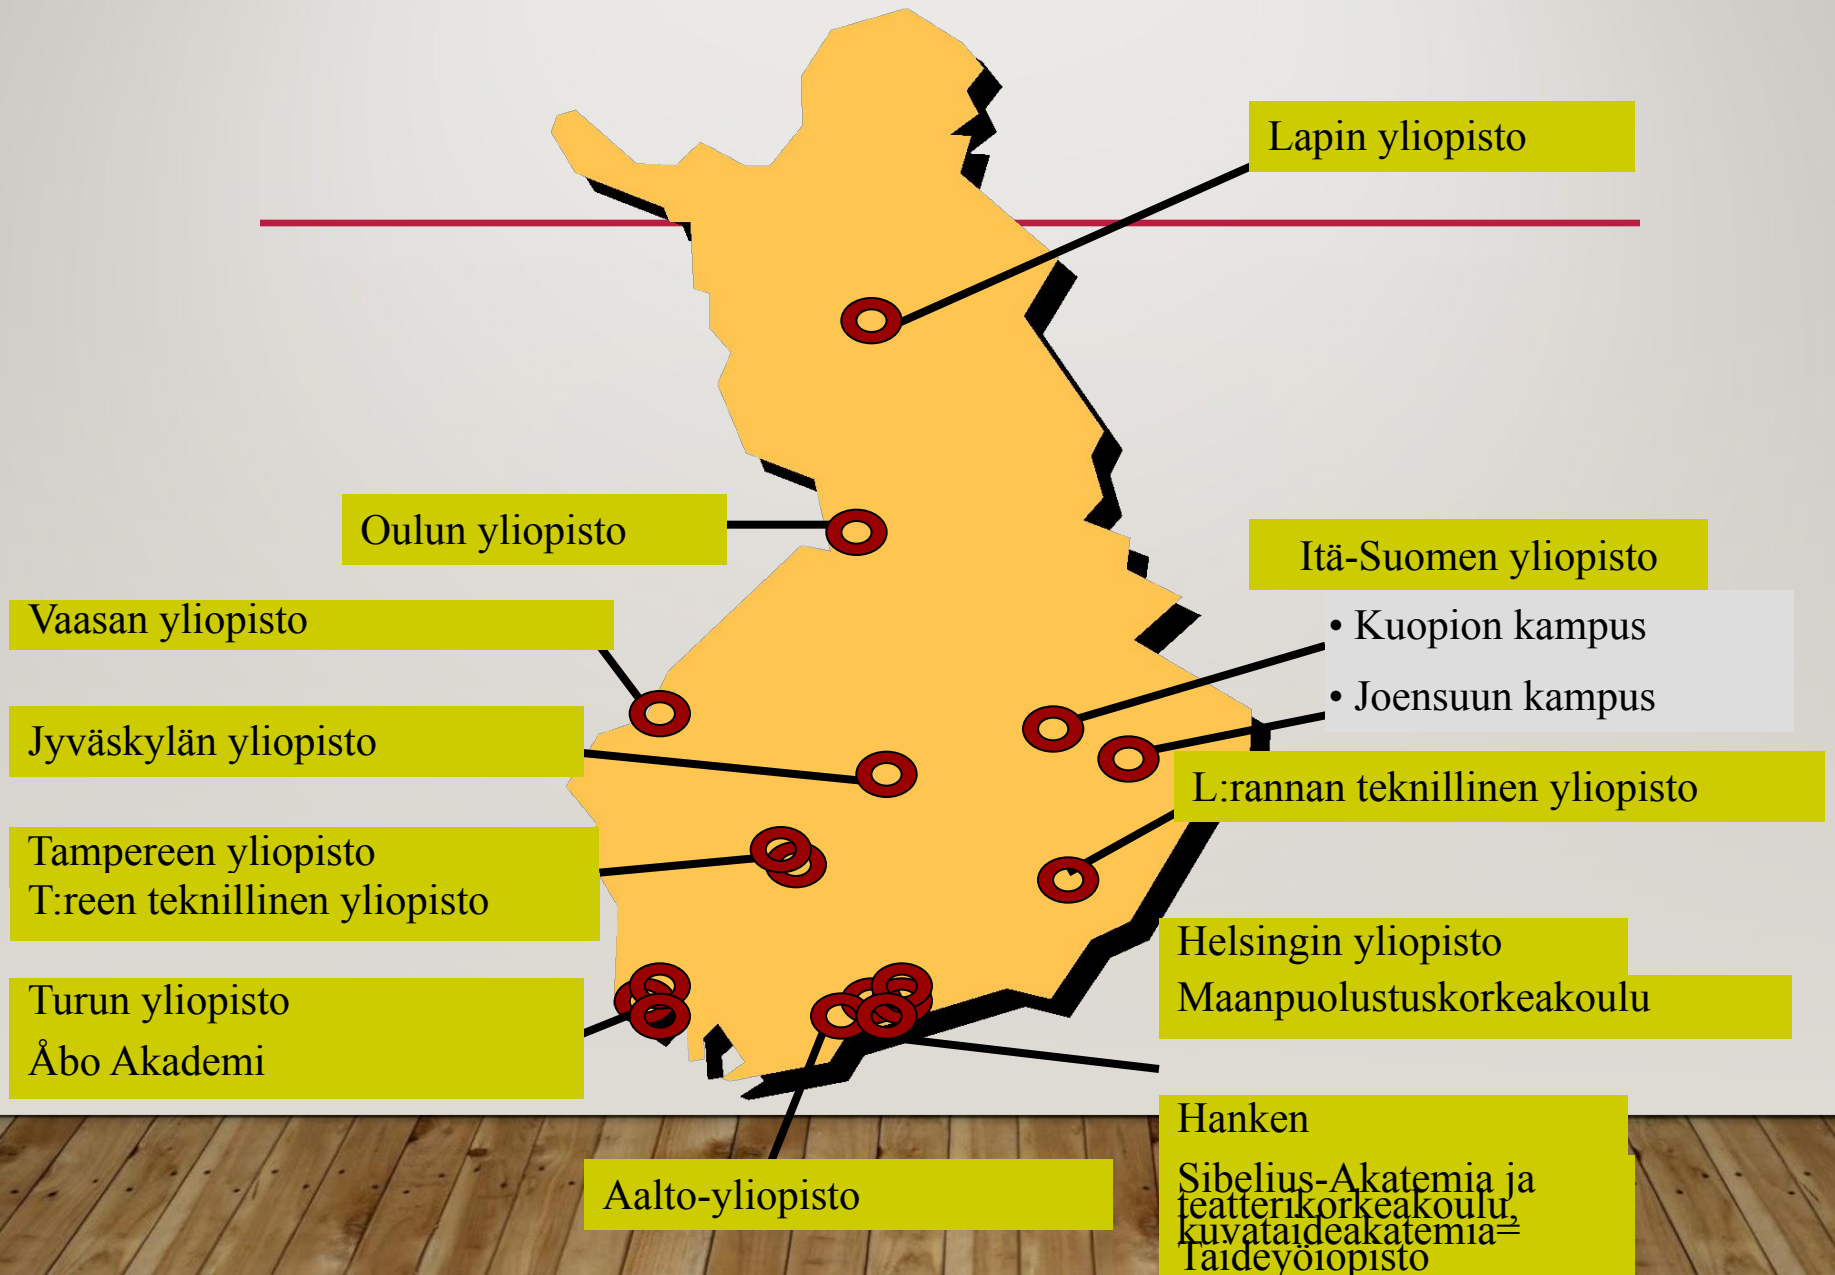 Lapin yliopisto
Oulun yliopisto
Itä-Suomen yliopisto
• Kuopion kampus
• Joensuun kampus
Vaasan yliopisto
Jyväskylän yliopisto
L:rannan teknillinen yliopisto
Tampereen yliopisto
T:reen teknillinen yliopisto
Helsingin yliopisto
Maanpuolustuskorkeakoulu
Turun yliopisto
Åbo Akademi
Hanken
Sibelius-Akatemia ja
teatterikorkeakoulu,
kuvataideakatemia=
Taideyöiopisto
Aalto-yliopisto